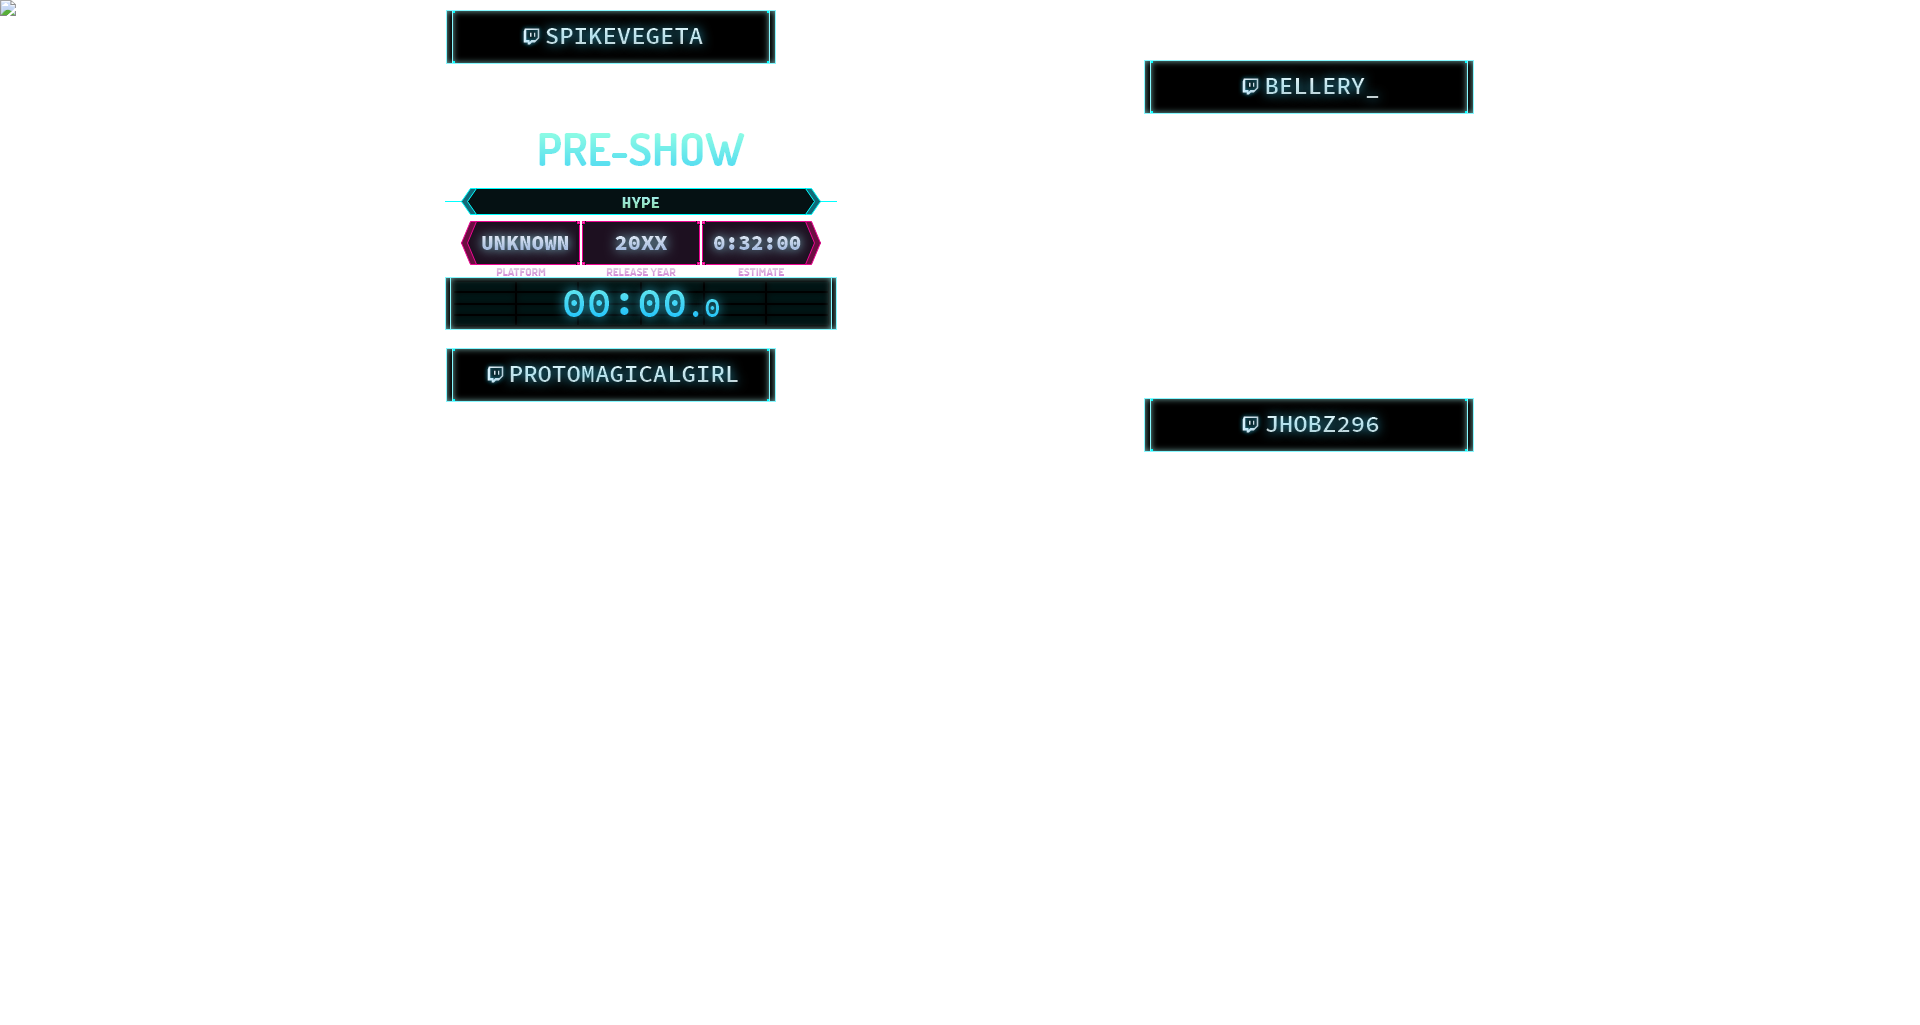 SPIKEVEGETA
BELLERY_
PRE-SHOW
HYPE
UNKNOWN 20XX 0:32:00
PLATFORM RELEASE YEAR ESTIMATE
00:00.0
PROTOMAGICALGIRL
JHOBZ296